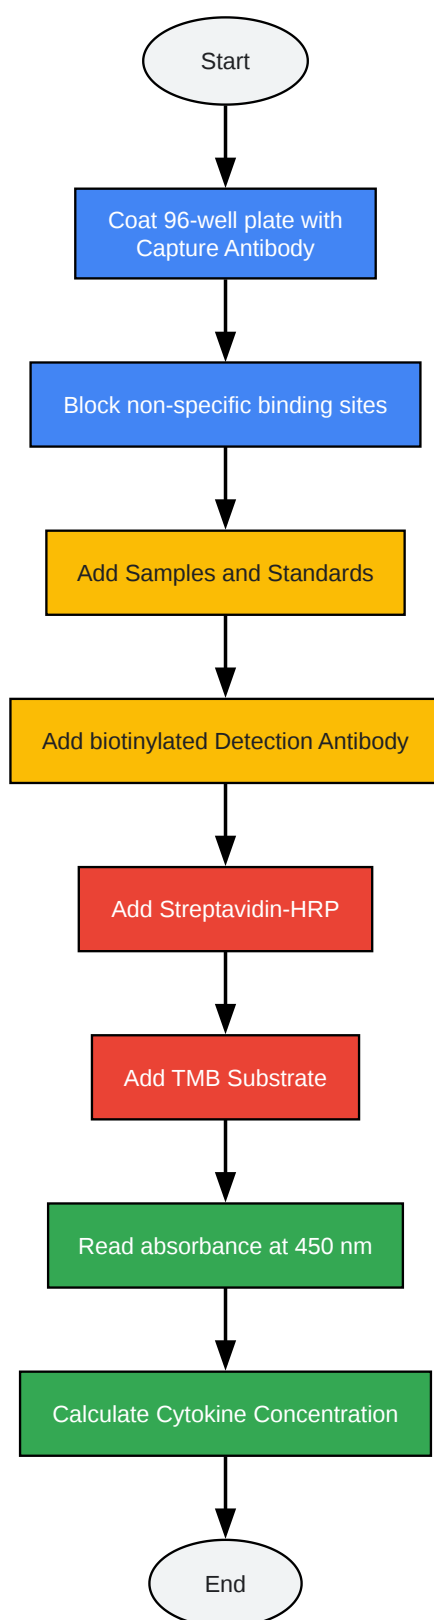 Start
Coat 96-well plate with
Capture Antibody
Block non-specific binding sites
Add Samples and Standards
Add biotinylated Detection Antibody
Add Streptavidin-HRP
Add TMB Substrate
Read absorbance at 450 nm
Calculate Cytokine Concentration
End